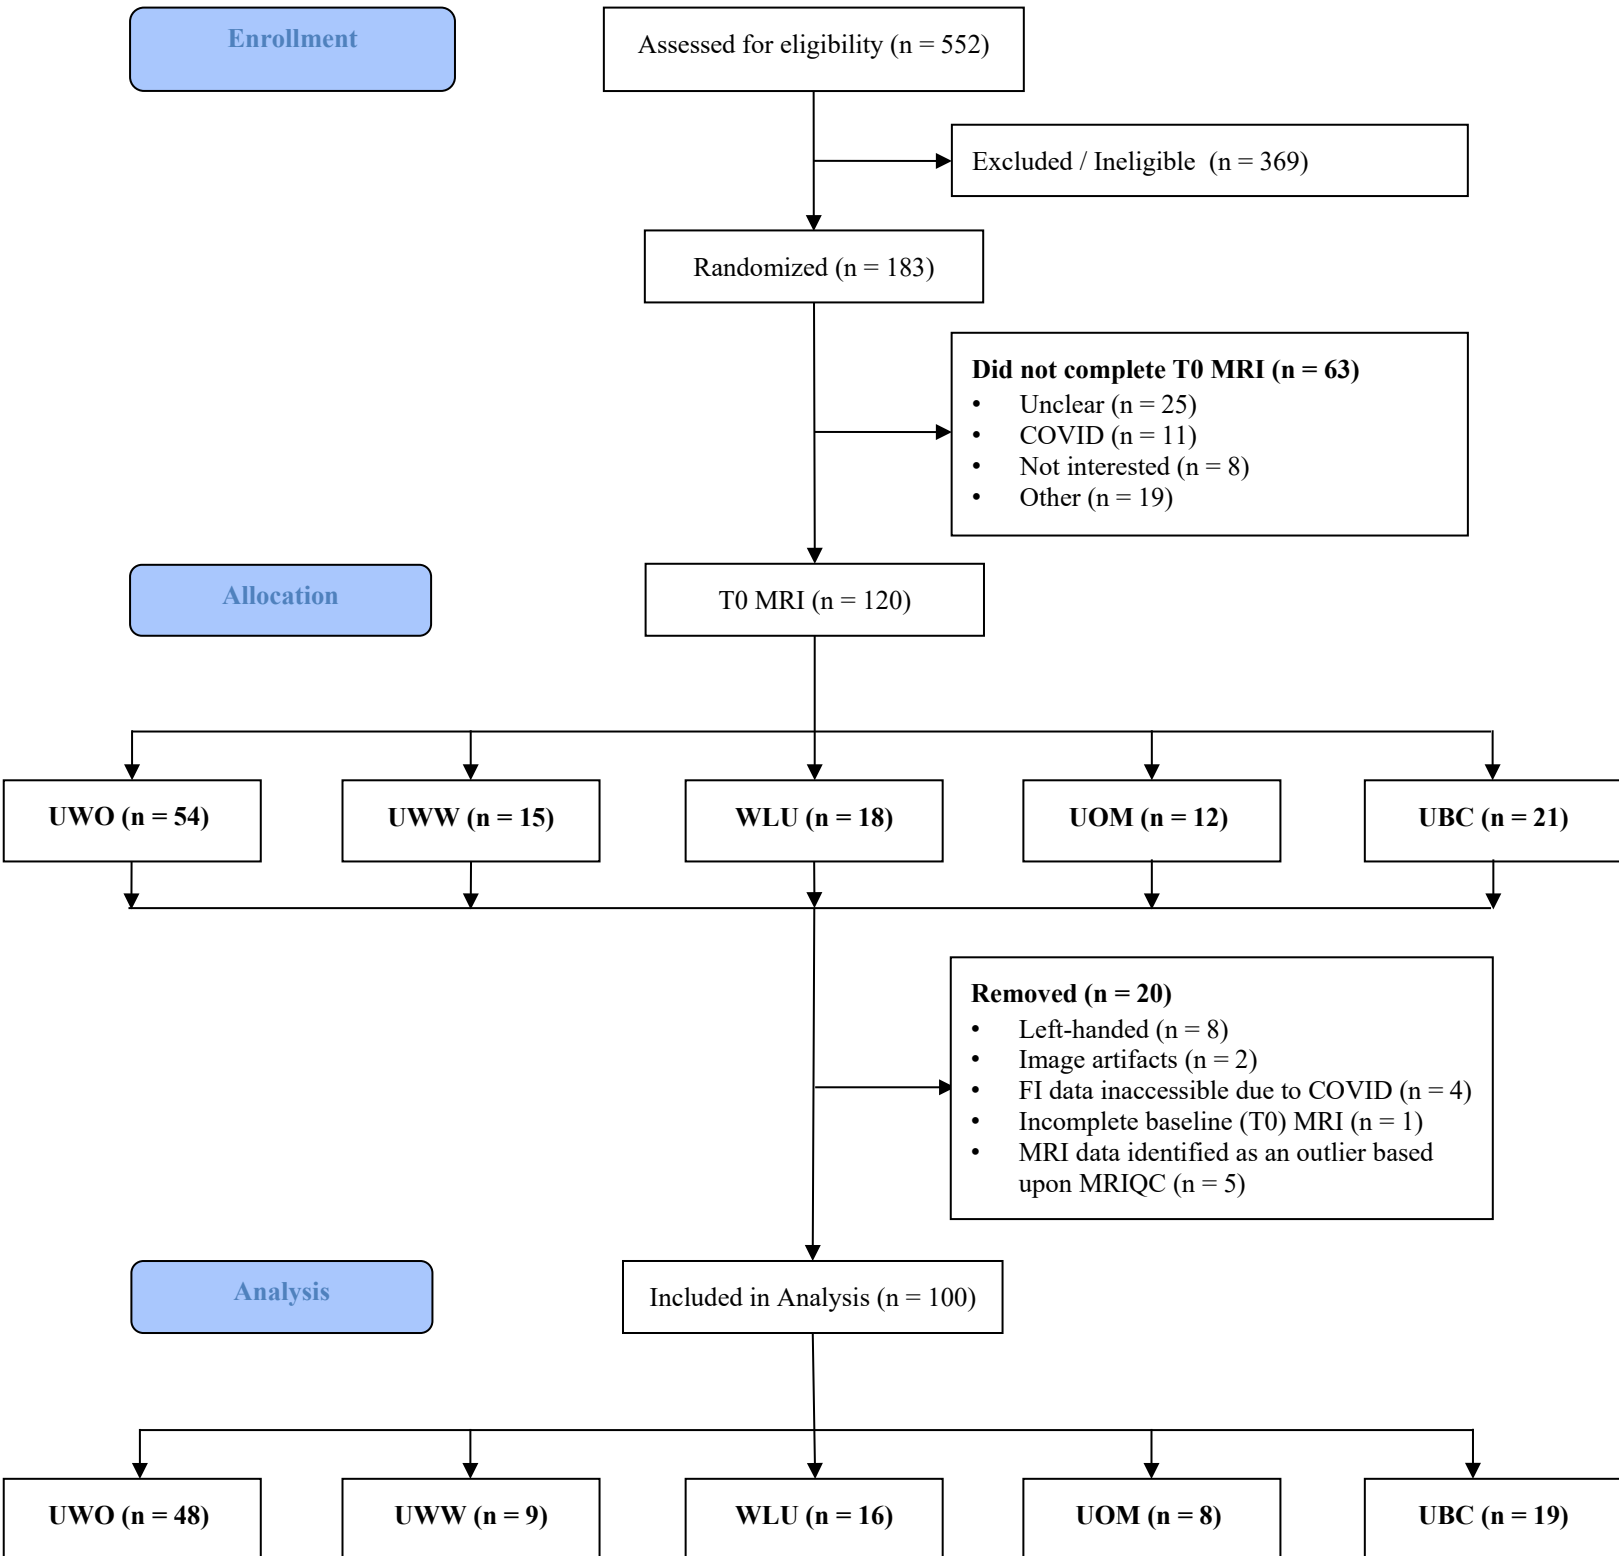 Enrollment
Assessed for eligibility (n = 552)
Excluded / Ineligible (n = 369)
Randomized (n = 183)
Did not complete T0 MRI (n = 63)
• Unclear (n = 25)
• COVID (n = 11)
• Not interested (n = 8)
• Other (n = 19)
Allocation
T0 MRI (n = 120)
UWO (n = 54)
UWW (n = 15)
WLU (n = 18)
UOM (n = 12)
UBC (n = 21)
Removed (n = 20)
• Left-handed (n = 8)
• Image artifacts (n = 2)
• FI data inaccessible due to COVID (n = 4)
• Incomplete baseline (T0) MRI (n = 1)
• MRI data identified as an outlier based
upon MRIQC (n = 5)
Analysis
Included in Analysis (n = 100)
UWO (n = 48)
UWW (n = 9)
WLU (n = 16)
UOM (n = 8)
UBC (n = 19)